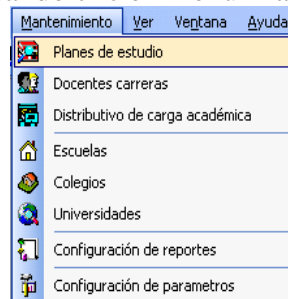 Mantenimiento Ver Ventana Ayuda
Planes de estudio
Docentes carreras
Distributivo de carga académica
Escuelas
Colegios
Universidades
Configuración de reportes
Configuración de parametros